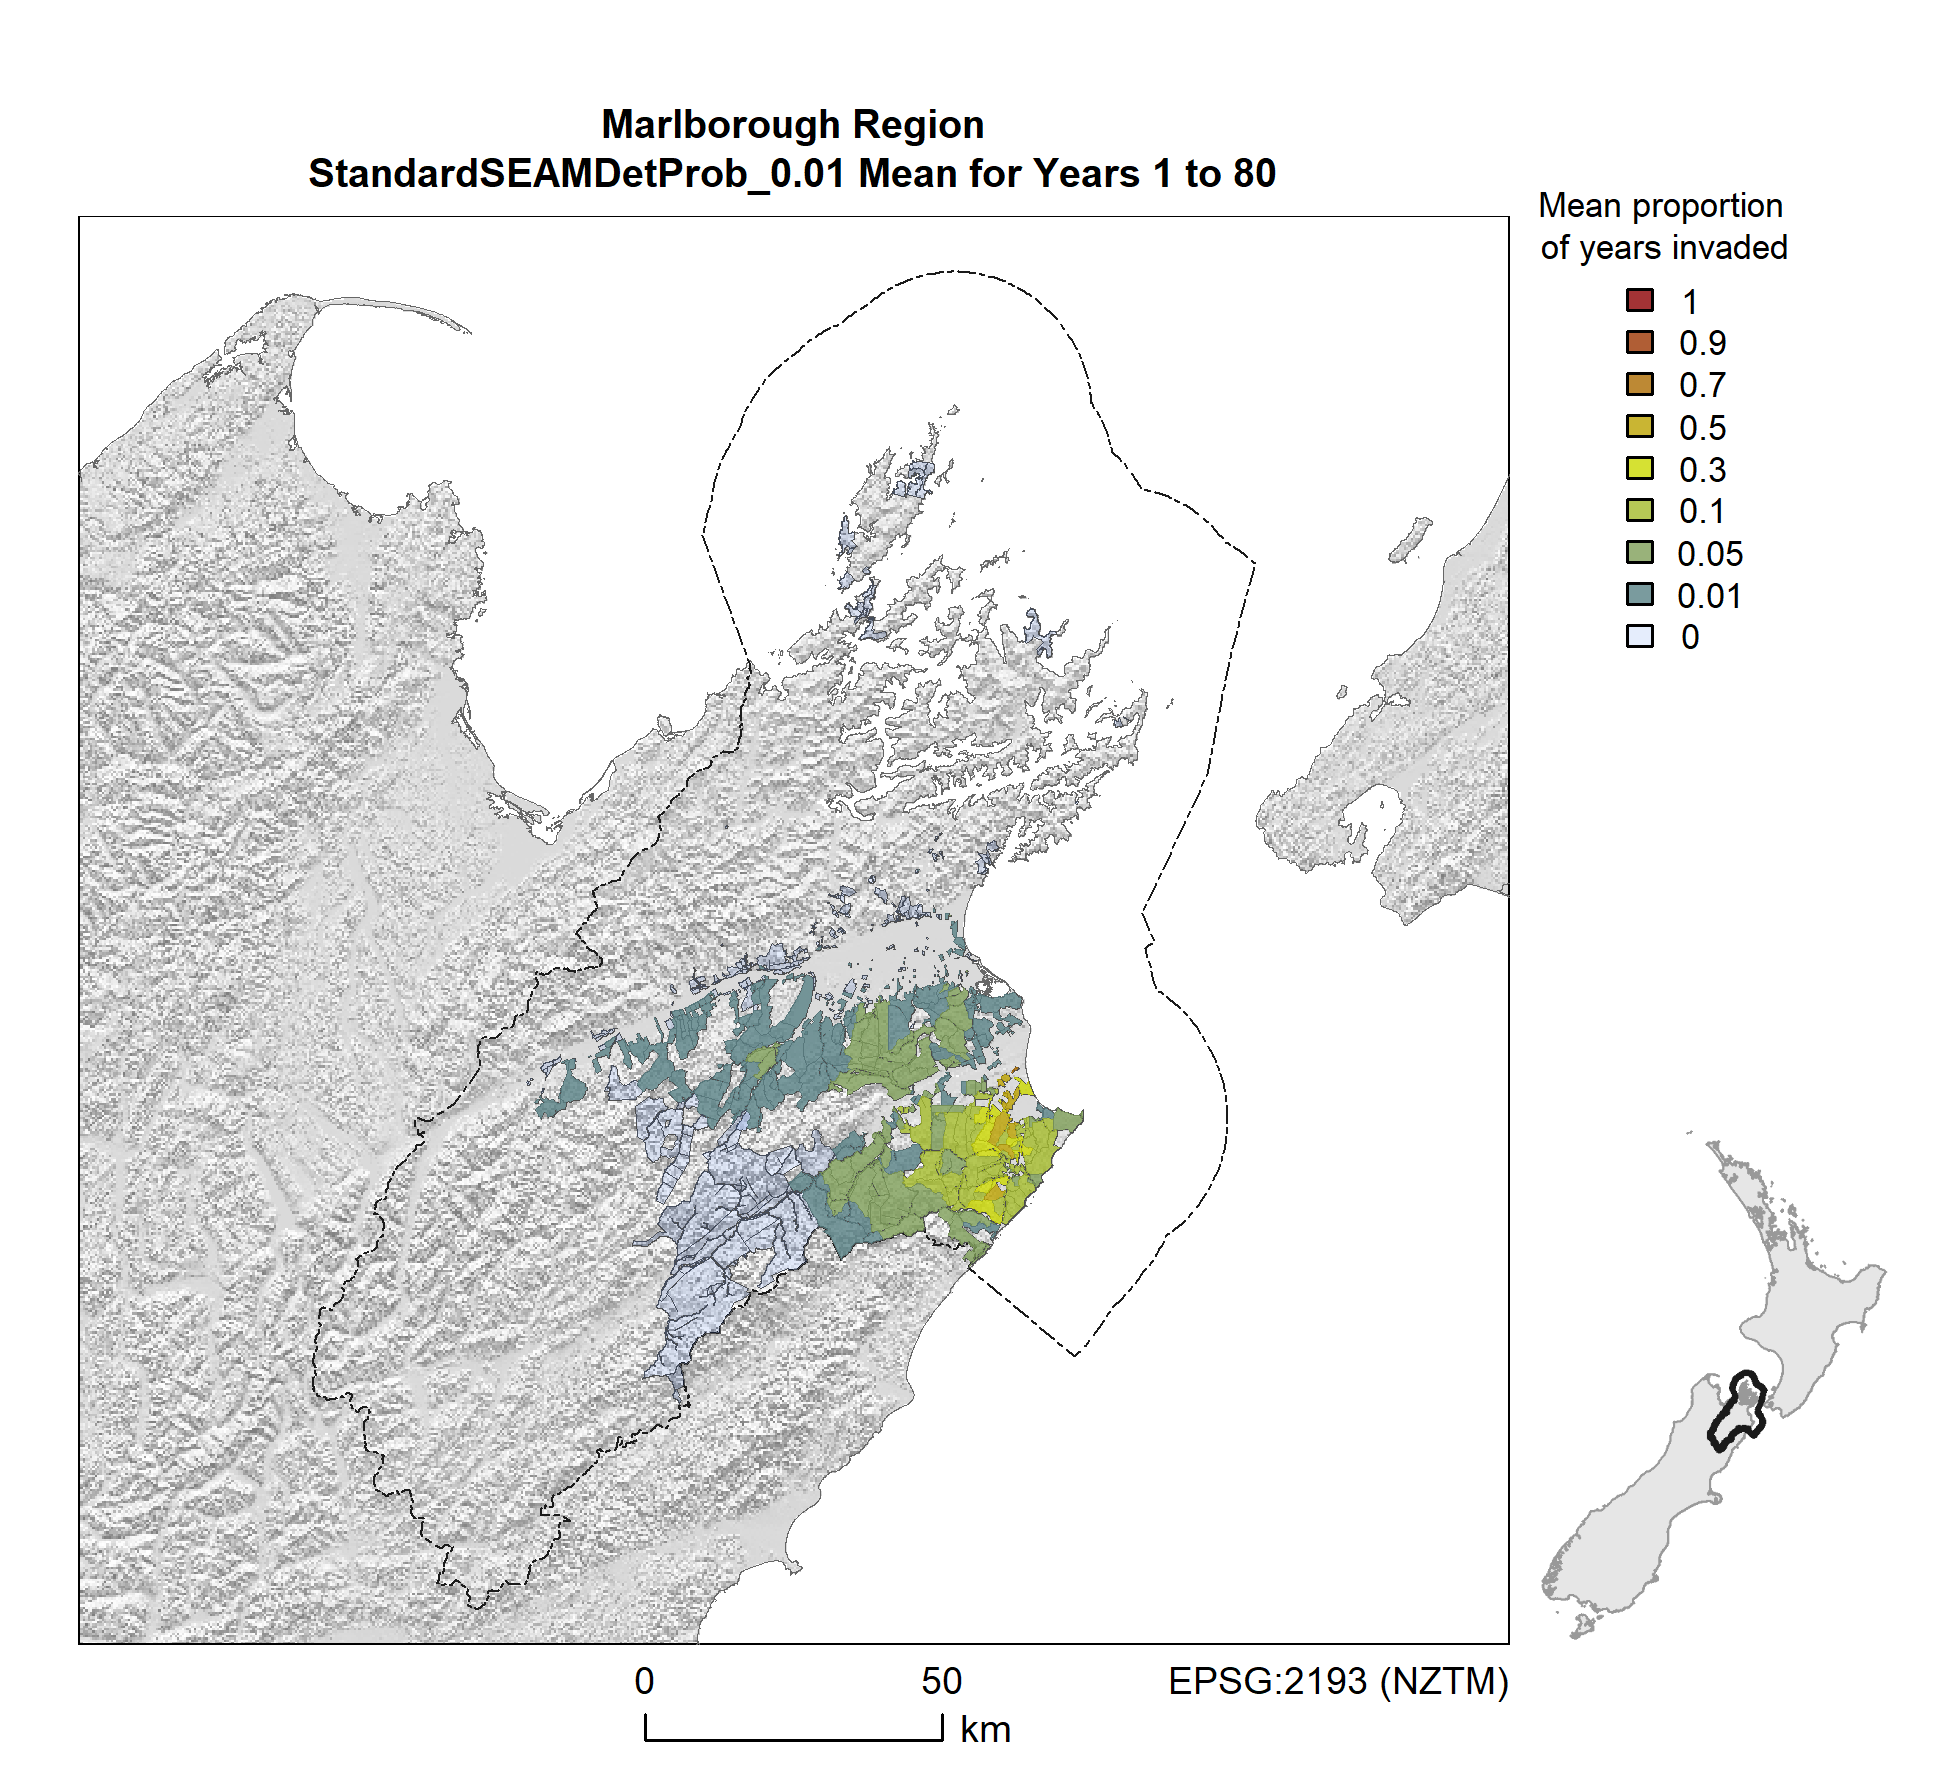 Marlborough Region
StandardSEAMDetProb_0.01 Mean for Years 1 to 80
Mean proportion
of years invaded
1
0.9
0.7
0.5
0.3
0.1
0.05
0.01
0
0 50 EPSG:2193 (NZTM)
km